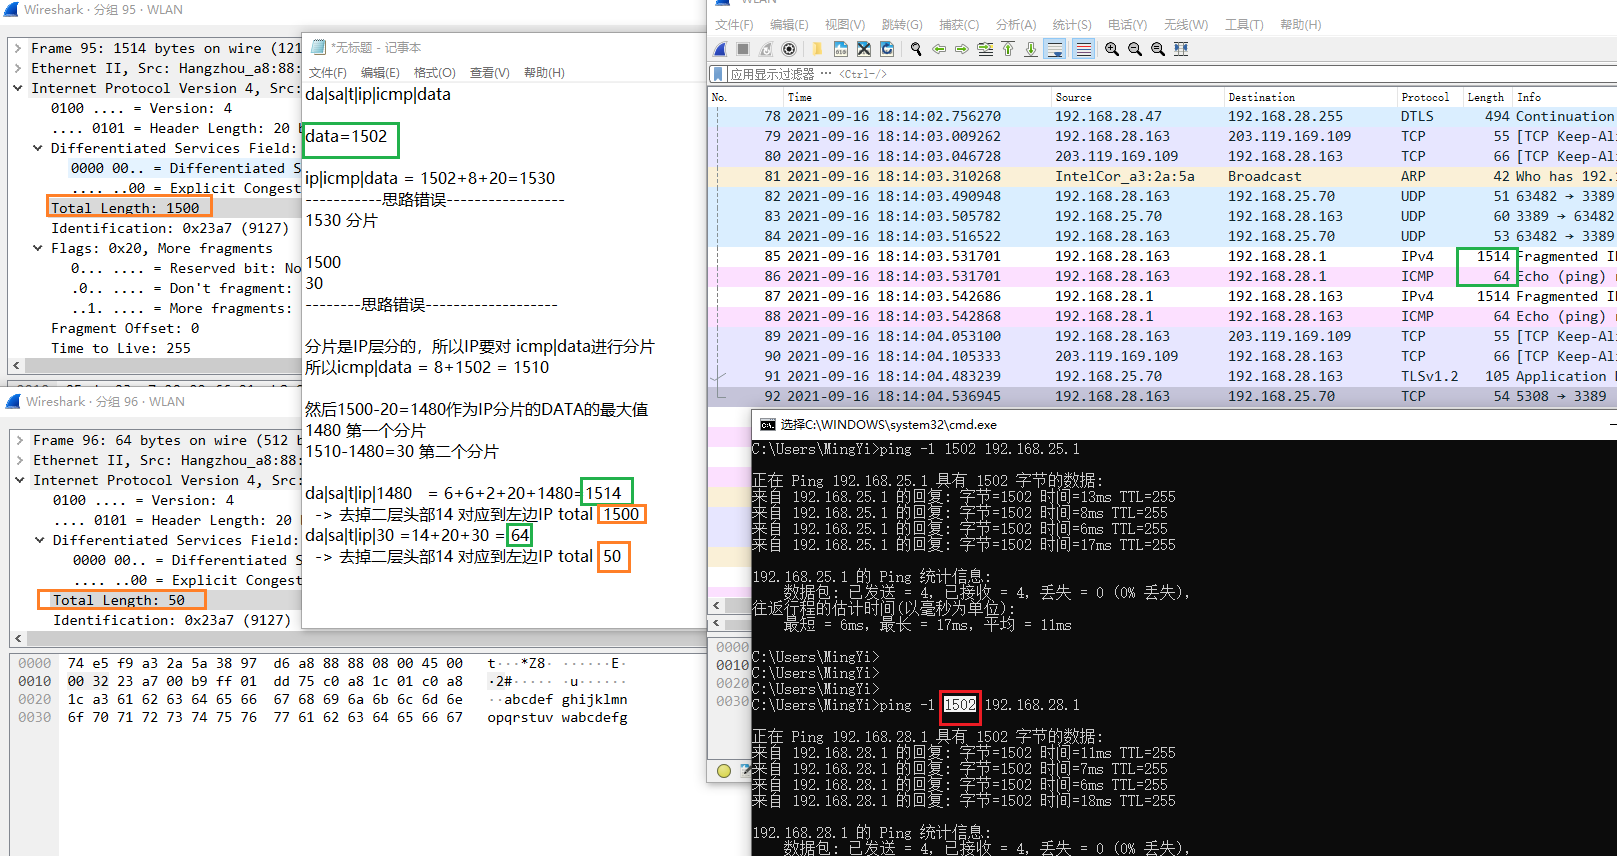 Wireshark · 分组 95 · WLAN
Frame 95: 1514 bytes on wire (121
Ethernet II, Src: Hangzhou_a8:88:
Internet Protocol Version 4, Src:
0100 .... = Version: 4
.... 0101 = Header Length: 20 b
Differentiated Services Field:
0000 00.. = Differentiated S
.... ..00 = Explicit Congest
Total Length: 1500
Identification: 0x23a7 (9127)
Flags: 0x20, More fragments
0... .... = Reserved bit: No
.0.. .... = Don't fragment:
..1. .... = More fragments:
Fragment Offset: 0
Time to Live: 255
Wireshark · 分组 96 · WLAN
Frame 96: 64 bytes on wire (512 b
Ethernet II, Src: Hangzhou_a8:88:
Internet Protocol Version 4, Src:
0100 .... = Version: 4
.... 0101 = Header Length: 20
Differentiated Services Field:
0000 00.. = Differentiated S
.... ..00 = Explicit Congest
Total Length: 50
Identification: 0x23a7 (9127)
0000 74 e5 f9 a3 2a 5a 38 97 d6 a8 88 88 08 00 45 00 t···*Z8· ······E·
0010 00 32 23 a7 00 b9 ff 01 dd 75 c0 a8 1c 01 c0 a8 ·2#····· ·u······
0020 1c a3 61 62 63 64 65 66 67 68 69 6a 6b 6c 6d 6e ··abcdef ghijklmn
0030 6f 70 71 72 73 74 75 76 77 61 62 63 64 65 66 67 opqrstuv wabcdefg
*无标题 - 记事本
文件(F) 编辑(E) 格式(O) 查看(V) 帮助(H)
da|sa|t|ip|icmp|data
data=1502
ip|icmp|data = 1502+8+20=1530
-----------思路错误-----------------
1530 分片
1500
30
--------思路错误-------------------
分片是IP层分的，所以IP要对 icmp|data进行分片
所以icmp|data = 8+1502 = 1510
然后1500-20=1480作为IP分片的DATA的最大值
1480 第一个分片
1510-1480=30 第二个分片
da|sa|t|ip|1480 = 6+6+2+20+1480=1514
-> 去掉二层头部14 对应到左边IP total 1500
da|sa|t|ip|30 =14+20+30 = 64
-> 去掉二层头部14 对应到左边IP total 50
WLAN
文件(F) 编辑(E) 视图(V) 跳转(G) 捕获(C) 分析(A) 统计(S) 电话(Y) 无线(W) 工具(T) 帮助(H)
应用显示过滤器 ··· <Ctrl-/>
No. Time Source Destination Protocol Length Info
78 2021-09-16 18:14:02.756270 192.168.28.47 192.168.28.255 DTLS 494 Continuation
79 2021-09-16 18:14:03.009262 192.168.28.163 203.119.169.109 TCP 55 [TCP Keep-Ali
80 2021-09-16 18:14:03.046728 203.119.169.109 192.168.28.163 TCP 66 [TCP Keep-Ali
81 2021-09-16 18:14:03.310268 IntelCor_a3:2a:5a Broadcast ARP 42 Who has 192.1
82 2021-09-16 18:14:03.490948 192.168.28.163 192.168.25.70 UDP 51 63482 → 3389
83 2021-09-16 18:14:03.505782 192.168.25.70 192.168.28.163 UDP 60 3389 → 63482
84 2021-09-16 18:14:03.516522 192.168.28.163 192.168.25.70 UDP 53 63482 → 3389
85 2021-09-16 18:14:03.531701 192.168.28.163 192.168.28.1 IPv4 1514 Fragmented IP
86 2021-09-16 18:14:03.531701 192.168.28.163 192.168.28.1 ICMP 64 Echo (ping) r
87 2021-09-16 18:14:03.542686 192.168.28.1 192.168.28.163 IPv4 1514 Fragmented IP
88 2021-09-16 18:14:03.542868 192.168.28.1 192.168.28.163 ICMP 64 Echo (ping) r
89 2021-09-16 18:14:04.053100 192.168.28.163 203.119.169.109 TCP 55 [TCP Keep-Ali
90 2021-09-16 18:14:04.105333 203.119.169.109 192.168.28.163 TCP 66 [TCP Keep-Ali
91 2021-09-16 18:14:04.483239 192.168.25.70 192.168.28.163 TLSv1.2 105 Application D
92 2021-09-16 18:14:04.536945 192.168.28.163 192.168.25.70 TCP 54 5308 → 3389
0000
0010
0020
0030
选择C:\WINDOWS\system32\cmd.exe
C:\Users\MingYi>ping -l 1502 192.168.25.1
正在 Ping 192.168.25.1 具有 1502 字节的数据:
来自 192.168.25.1 的回复: 字节=1502 时间=13ms TTL=255
来自 192.168.25.1 的回复: 字节=1502 时间=8ms TTL=255
来自 192.168.25.1 的回复: 字节=1502 时间=6ms TTL=255
来自 192.168.25.1 的回复: 字节=1502 时间=17ms TTL=255
192.168.25.1 的 Ping 统计信息:
数据包: 已发送 = 4, 已接收 = 4, 丢失 = 0 (0% 丢失),
往返行程的估计时间(以毫秒为单位):
最短 = 6ms, 最长 = 17ms, 平均 = 11ms
C:\Users\MingYi>
C:\Users\MingYi>
C:\Users\MingYi>
C:\Users\MingYi>ping -l 1502 192.168.28.1
正在 Ping 192.168.28.1 具有 1502 字节的数据:
来自 192.168.28.1 的回复: 字节=1502 时间=11ms TTL=255
来自 192.168.28.1 的回复: 字节=1502 时间=7ms TTL=255
来自 192.168.28.1 的回复: 字节=1502 时间=6ms TTL=255
来自 192.168.28.1 的回复: 字节=1502 时间=18ms TTL=255
192.168.28.1 的 Ping 统计信息:
数据包: 已发送 = 4, 已接收 = 4, 丢失 = 0 (0% 丢失),